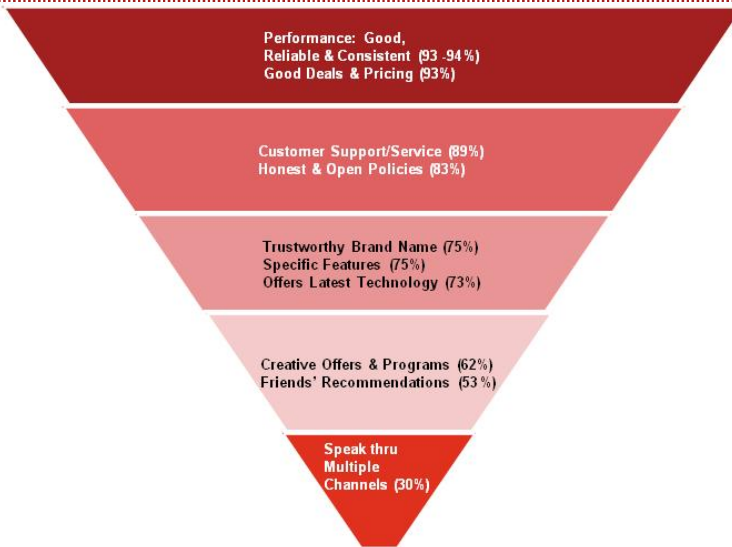 Performance: Good,
Reliable & Consistent (93 -94%)
Good Deals & Pricing (93%)
Customer Support/Service (89%)
Honest & Open Policies (83%)
Trustworthy Brand Name (75%)
Specific Features (75%)
Offers Latest Technology (73%)
Creative Offers & Programs (62%)
Friends' Recommendations (53%)
Speak thru
Multiple
Channels (30%)